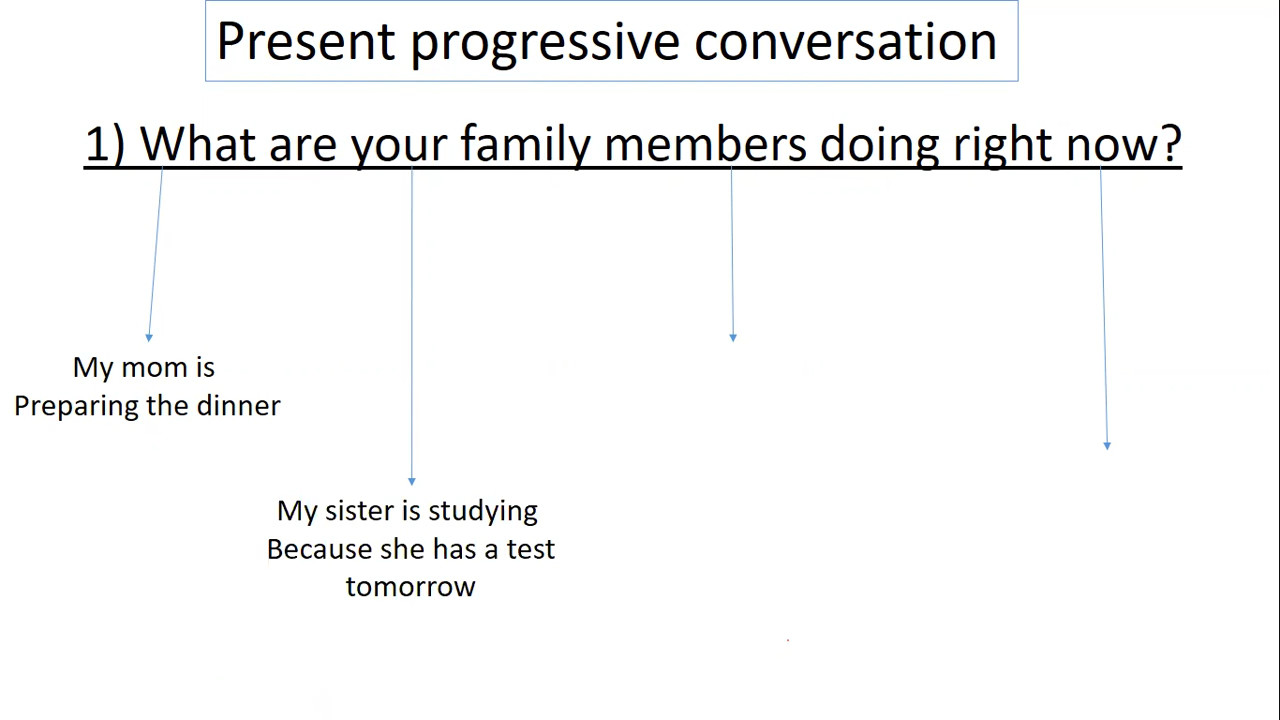 Present progressive conversation
1) What are your family members doing right now?
My mom is
Preparing the dinner
My sister is studying
Because she has a test
tomorrow